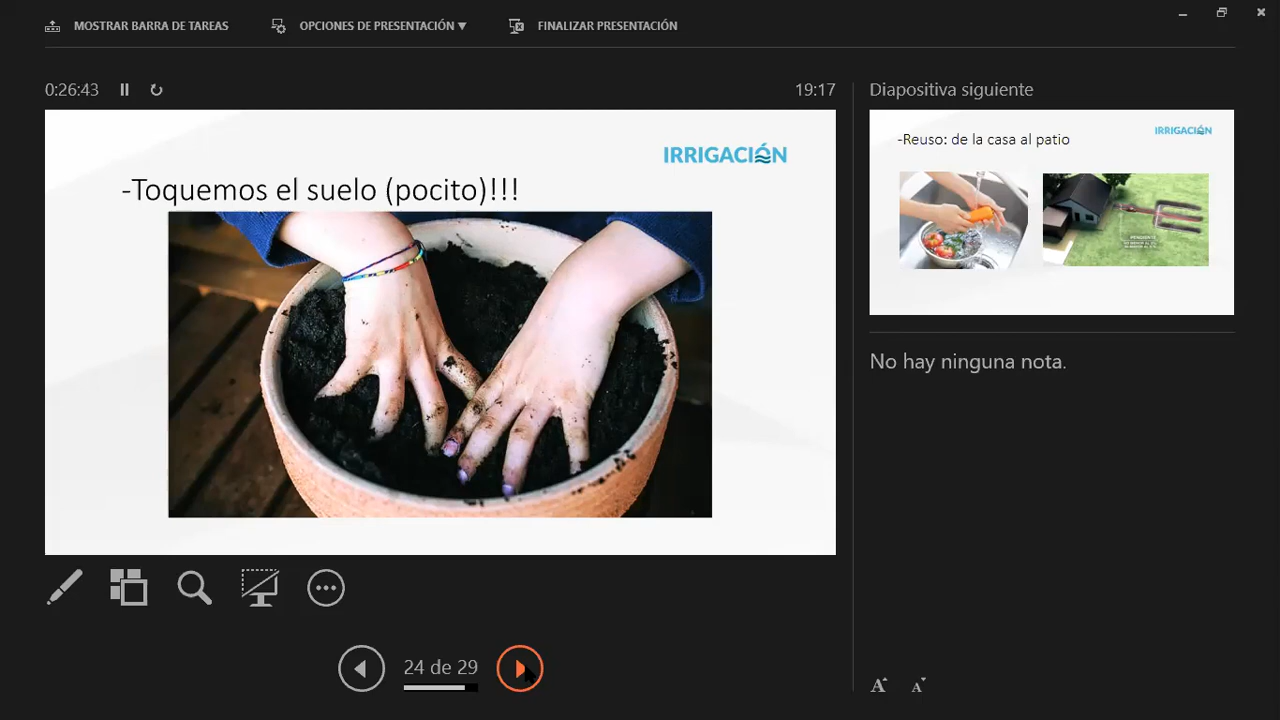 MOSTRAR BARRA DE TAREAS
OPCIONES DE PRESENTACIÓN ▼
FINALIZAR PRESENTACIÓN
0:26:43
19:17
IRRIGACIÓN
-Toquemos el suelo (pocito)!!!
24 de 29
Diapositiva siguiente
IRRIGACIÓN
-Reuso: de la casa al patio
No hay ninguna nota.
A A